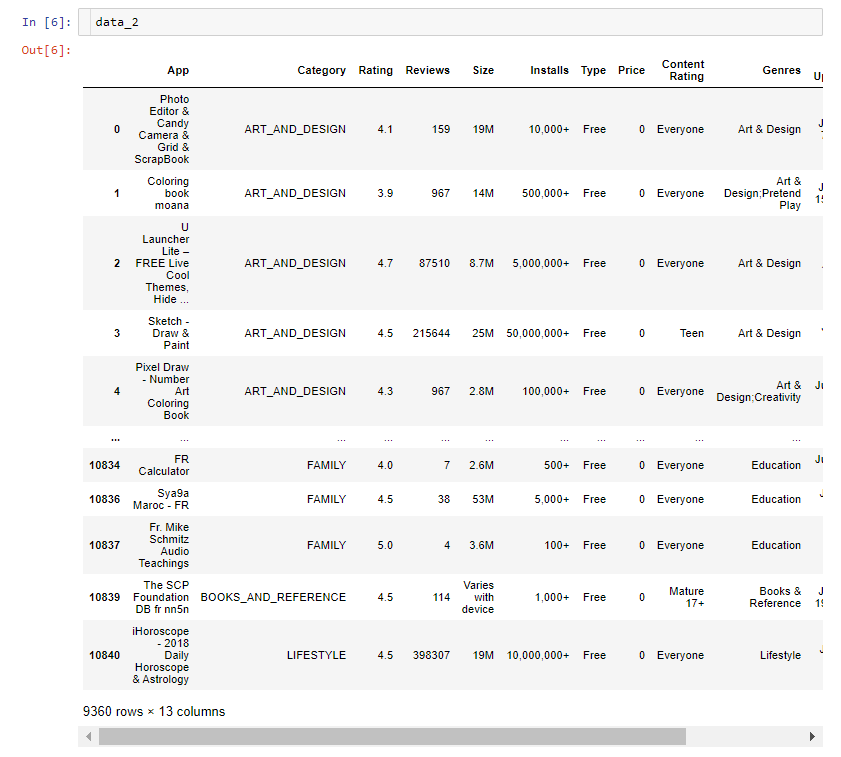 In [6]: data_2
Out[6]:
App Category Rating Reviews Size Installs Type Price Content Rating Genres
0 Photo Editor & Candy Camera & Grid & ScrapBook ART_AND_DESIGN 4.1 159 19M 10,000+ Free 0 Everyone Art & Design
1 Coloring book moana ART_AND_DESIGN 3.9 967 14M 500,000+ Free 0 Everyone Art & Design;Pretend Play
2 U Launcher Lite – FREE Live Cool Themes, Hide ... ART_AND_DESIGN 4.7 87510 8.7M 5,000,000+ Free 0 Everyone Art & Design
3 Sketch - Draw & Paint ART_AND_DESIGN 4.5 215644 25M 50,000,000+ Free 0 Teen Art & Design
4 Pixel Draw - Number Art Coloring Book ART_AND_DESIGN 4.3 967 2.8M 100,000+ Free 0 Everyone Art & Design;Creativity
... ... ... ... ... ... ... ... ... ... ...
10834 FR Calculator FAMILY 4.0 7 2.6M 500+ Free 0 Everyone Education
10836 Sya9a Maroc - FR FAMILY 4.5 38 53M 5,000+ Free 0 Everyone Education
10837 Fr. Mike Schmitz Audio Teachings FAMILY 5.0 4 3.6M 100+ Free 0 Everyone Education
10839 The SCP Foundation DB fr nn5n BOOKS_AND_REFERENCE 4.5 114 Varies with device 1,000+ Free 0 Mature 17+ Books & Reference
10840 iHoroscope - 2018 Daily Horoscope & Astrology LIFESTYLE 4.5 398307 19M 10,000,000+ Free 0 Everyone Lifestyle
9360 rows × 13 columns